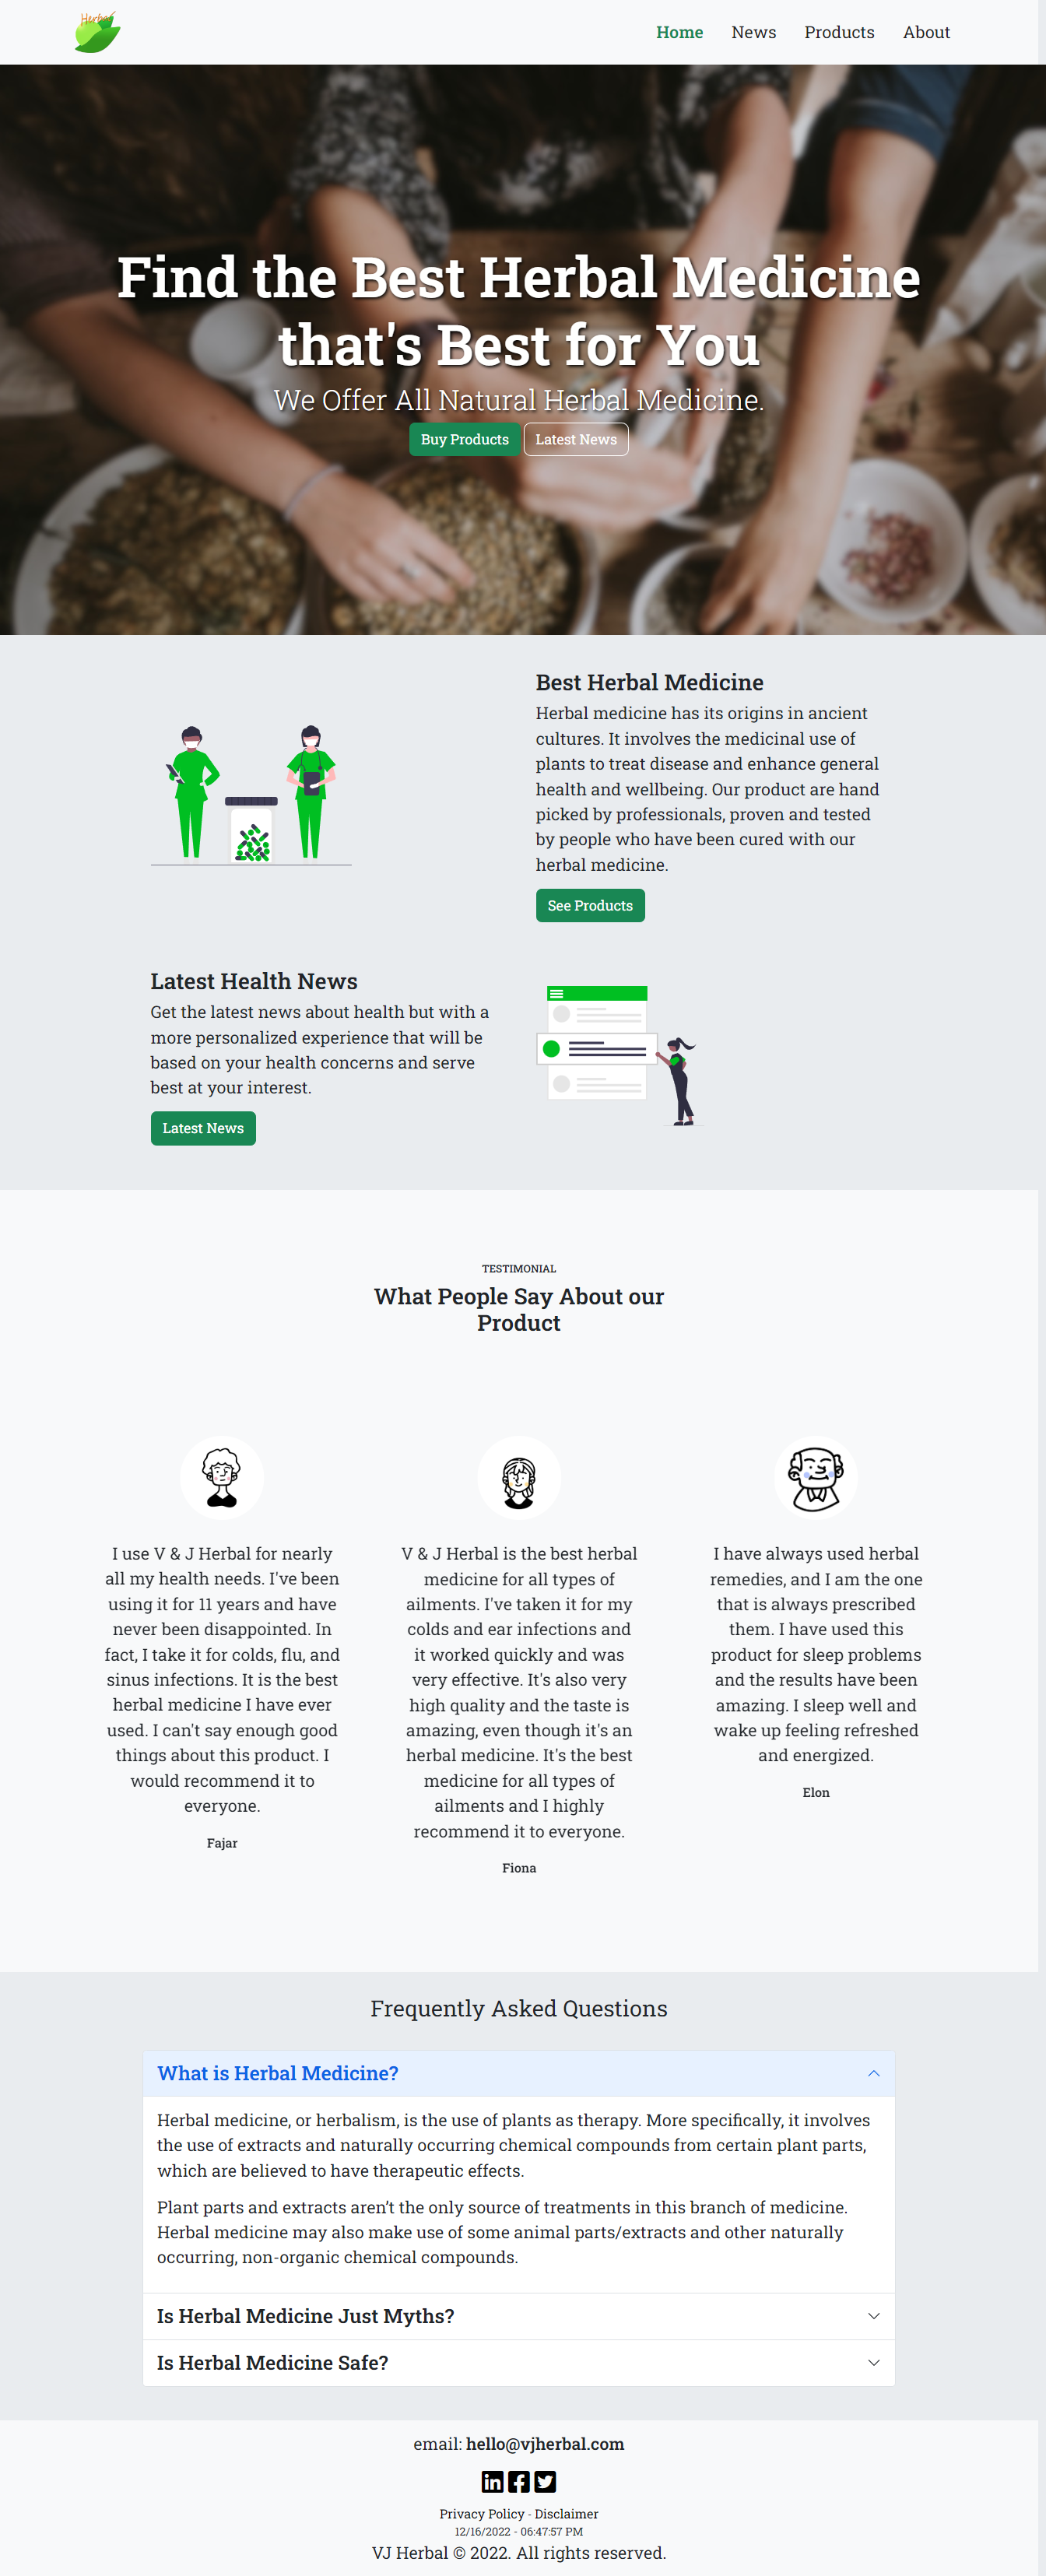 Herbal
Home News Products About
Find the Best Herbal Medicine
that's Best for You
We Offer All Natural Herbal Medicine.
Buy Products Latest News
Best Herbal Medicine
Herbal medicine has its origins in ancient
cultures. It involves the medicinal use of
plants to treat disease and enhance general
health and wellbeing. Our product are hand
picked by professionals, proven and tested
by people who have been cured with our
herbal medicine.
See Products
Latest Health News
Get the latest news about health but with a
more personalized experience that will be
based on your health concerns and serve
best at your interest.
Latest News
TESTIMONIAL
What People Say About our
Product
I use V & J Herbal for nearly
all my health needs. I've been
using it for 11 years and have
never been disappointed. In
fact, I take it for colds, flu, and
sinus infections. It is the best
herbal medicine I have ever
used. I can't say enough good
things about this product. I
would recommend it to
everyone.
Fajar
V & J Herbal is the best herbal
medicine for all types of
ailments. I've taken it for my
colds and ear infections and
it worked quickly and was
very effective. It's also very
high quality and the taste is
amazing, even though it's an
herbal medicine. It's the best
medicine for all types of
ailments and I highly
recommend it to everyone.
Fiona
I have always used herbal
remedies, and I am the one
that is always prescribed
them. I have used this
product for sleep problems
and the results have been
amazing. I sleep well and
wake up feeling refreshed
and energized.
Elon
Frequently Asked Questions
What is Herbal Medicine?
Herbal medicine, or herbalism, is the use of plants as therapy. More specifically, it involves
the use of extracts and naturally occurring chemical compounds from certain plant parts,
which are believed to have therapeutic effects.
Plant parts and extracts aren’t the only source of treatments in this branch of medicine.
Herbal medicine may also make use of some animal parts/extracts and other naturally
occurring, non-organic chemical compounds.
Is Herbal Medicine Just Myths?
Is Herbal Medicine Safe?
email: hello@vjherbal.com
Privacy Policy - Disclaimer
12/16/2022 - 06:47:57 PM
VJ Herbal © 2022. All rights reserved.